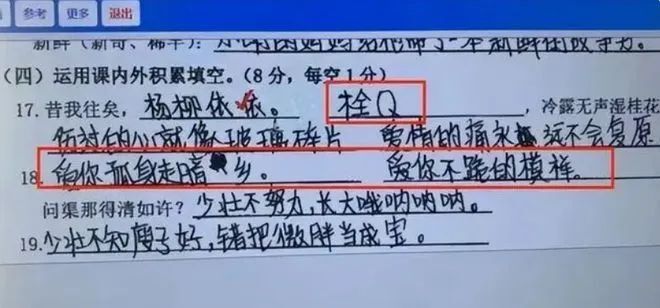 参考 更多 退出
新鲜（新奇、稀罕）：
（四）运用课内外积累填空。（8分，每空1分）
17. 昔我往矣，杨柳依依。 栓Q ，冷露无声湿桂花
伤过的心就像玻璃碎片 爱情的痛永远不会复原
18. 爱你孤身走暗乡。 爱你不跪的模样。
问渠那得清如许？少壮不努力，长大哦呐呐呐。
19. 少壮不知瘦子好，错把微胖当成宝。